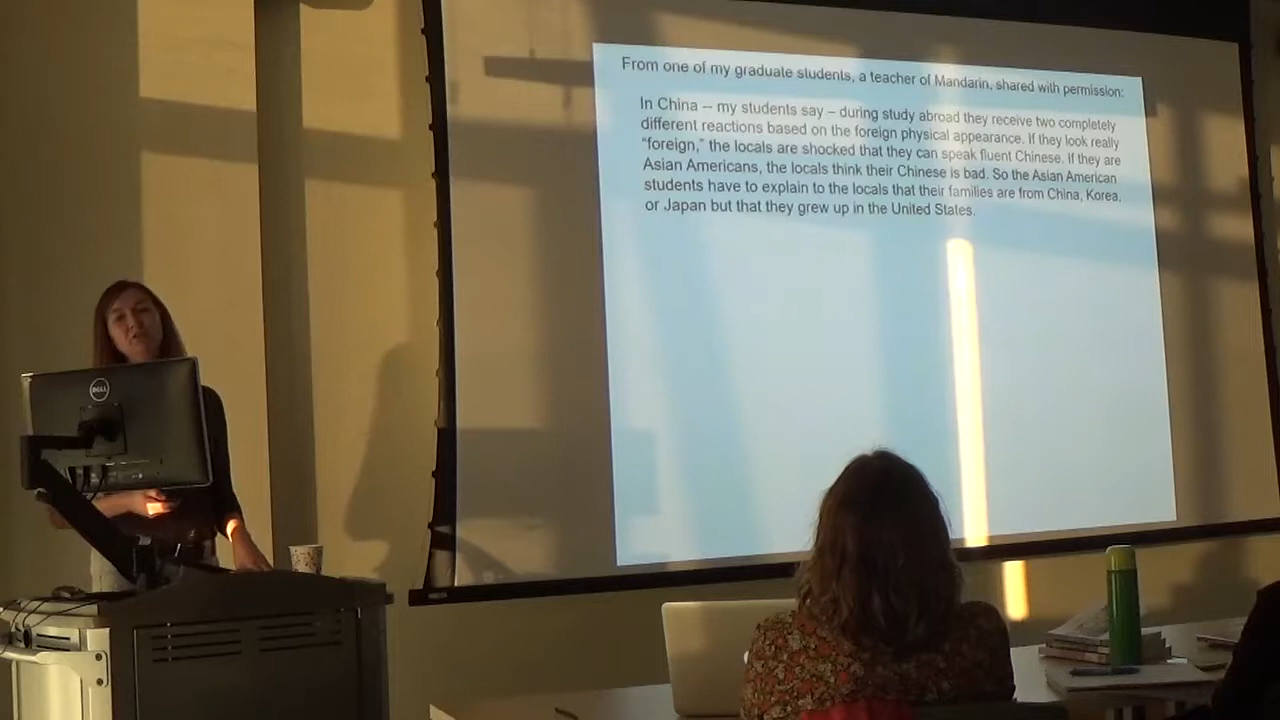 From one of my graduate students, a teacher of Mandarin, shared with permission:
In China -- my students say – during study abroad they receive two completely
different reactions based on the foreign physical appearance. If they look really
“foreign,” the locals are shocked that they can speak fluent Chinese. If they are
Asian Americans, the locals think their Chinese is bad. So the Asian American
students have to explain to the locals that their families are from China, Korea,
or Japan but that they grew up in the United States.
DELL